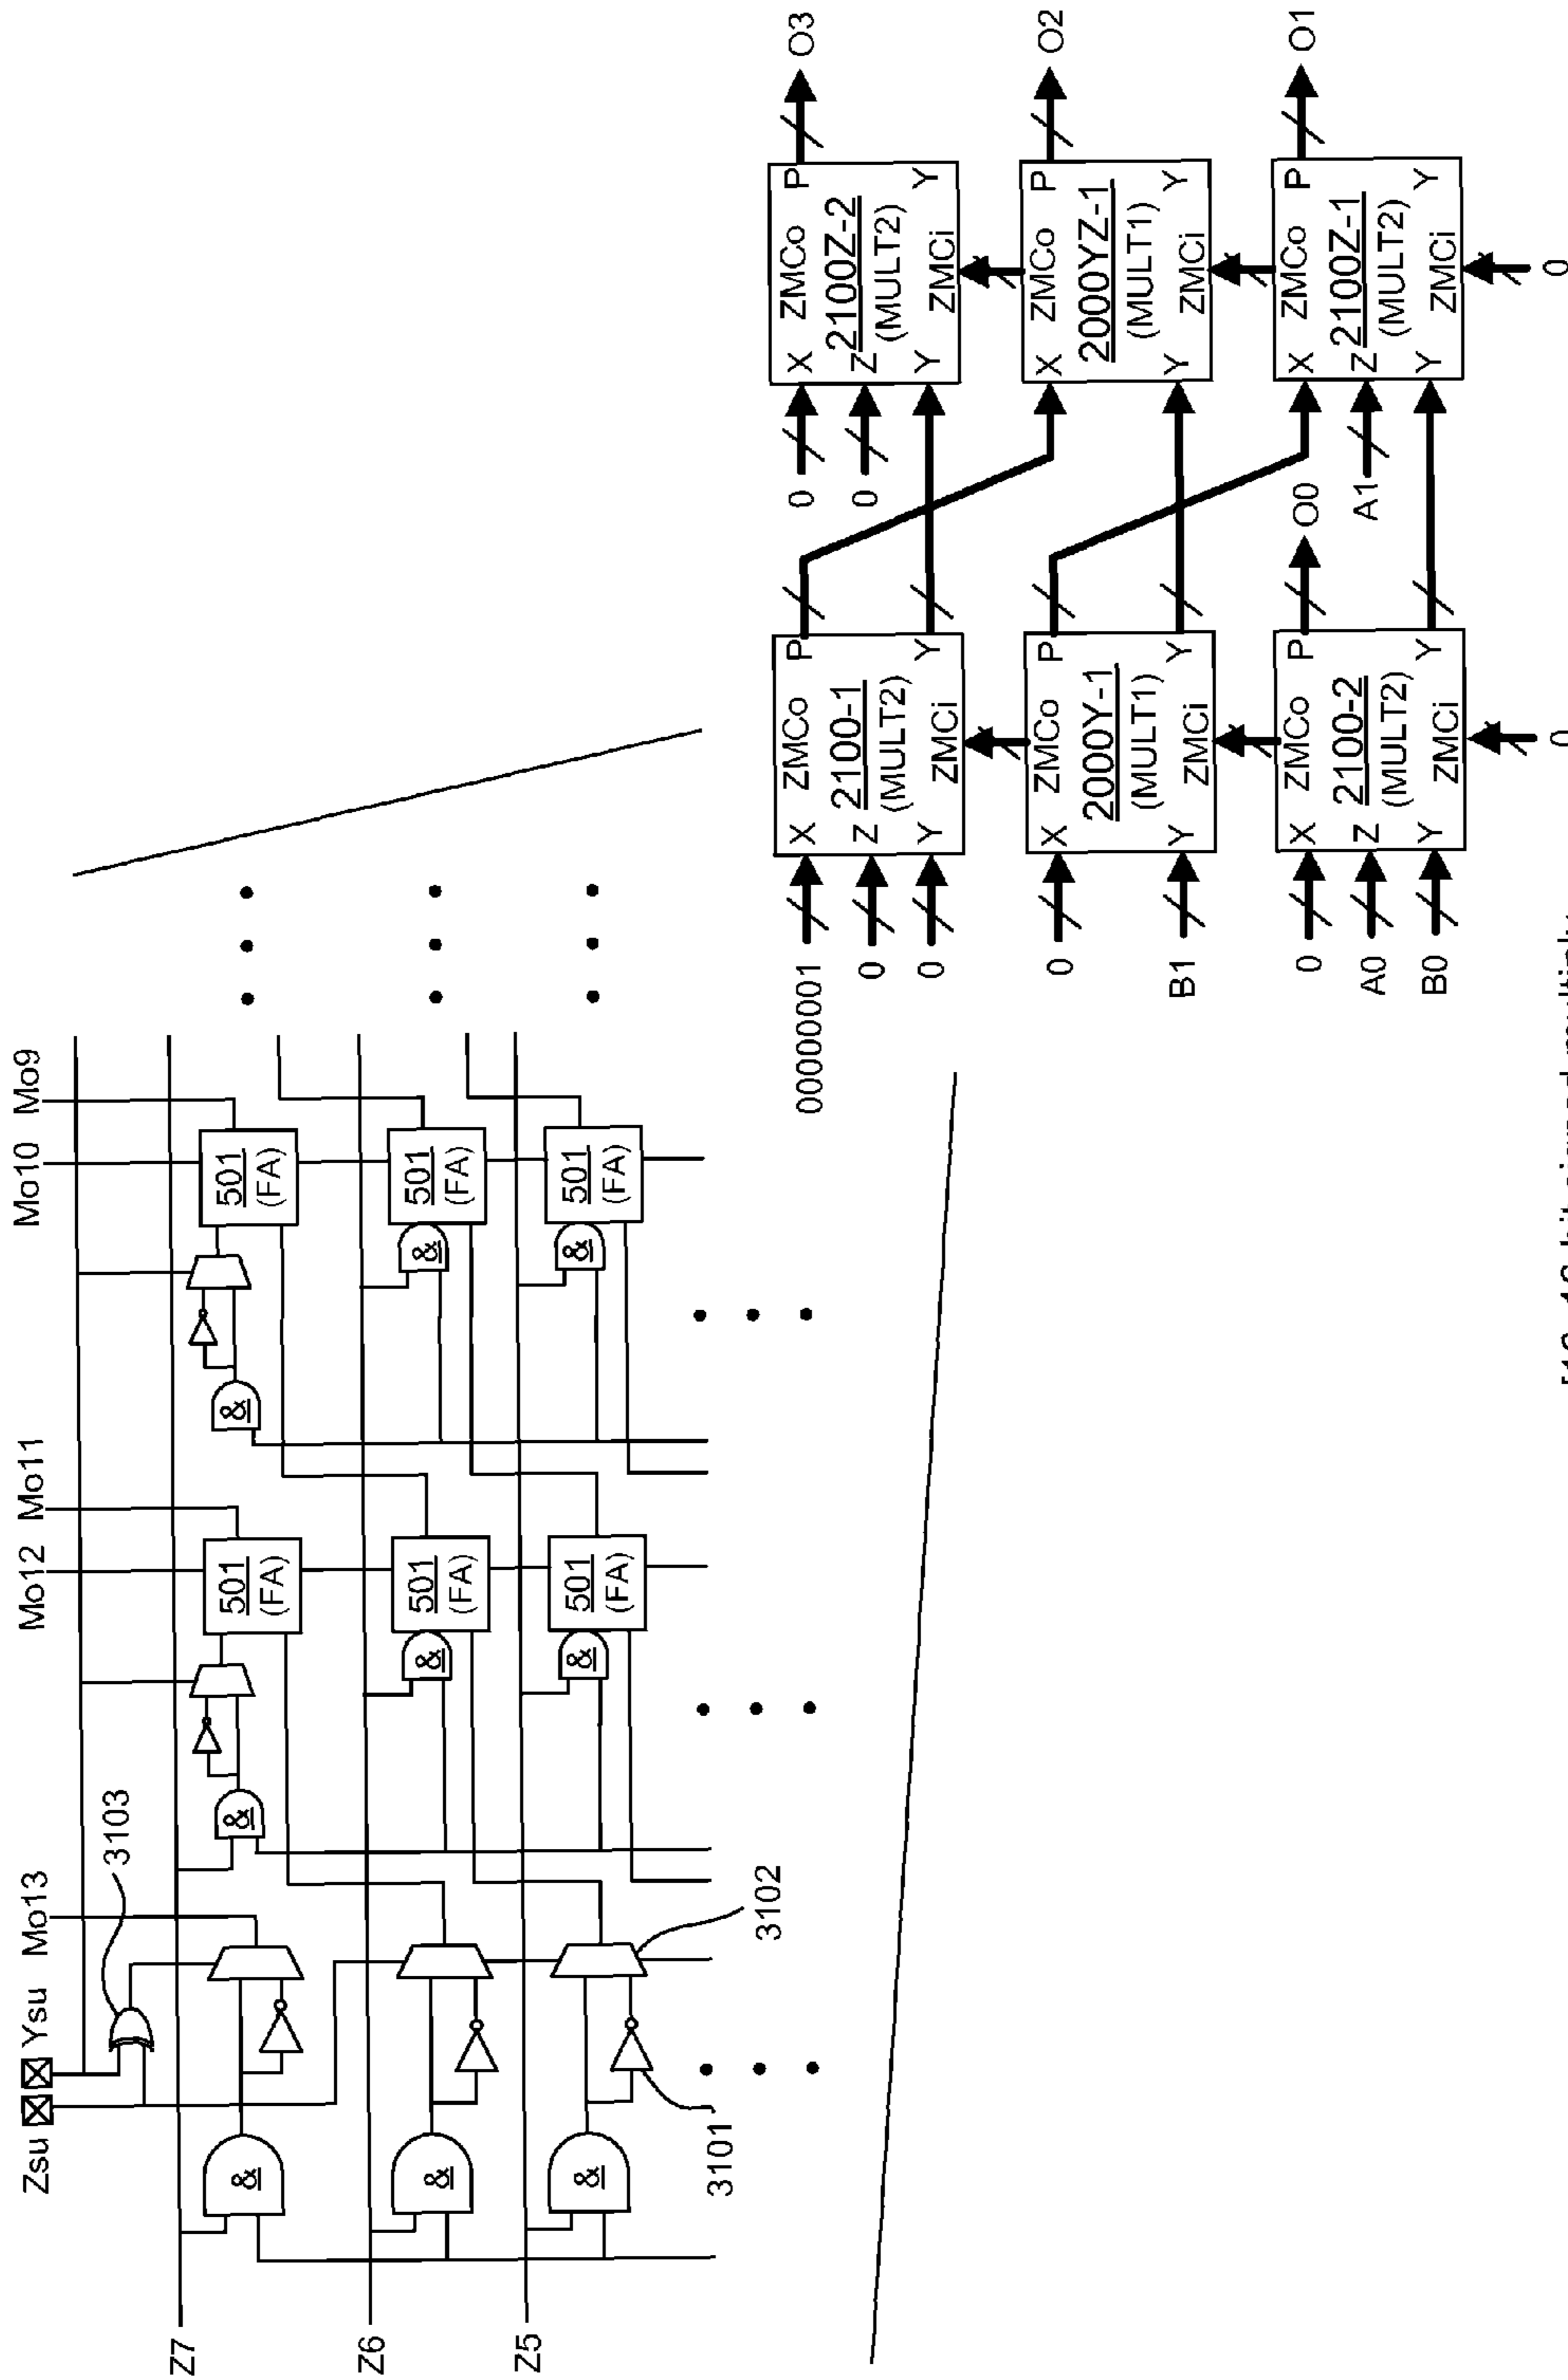 Zsu Ysu Mo13 Mo12 Mo11 Mo10 Mo9
3103
Z7
& & 501 (FA) & 501 (FA)
Z6
& & 501 (FA) & 501 (FA)
Z5
& & 501 (FA) & 501 (FA)
3101
3102
00000001
0
0
X ZMCo P
2100-1
Z (MULT2)
Y ZMCi Y
0
0
X ZMCo P
2100Z-2
Z (MULT2)
Y ZMCi Y
O3
0
B1
X ZMCo P
2000Y-1
(MULT1)
Y ZMCi Y
X ZMCo P
2000YZ-1
(MULT1)
Y ZMCi Y
O2
0
A0
B0
X ZMCo P
2100-2
Z (MULT2)
Y ZMCi Y
O0
A1
X ZMCo P
2100Z-1
Z (MULT2)
Y ZMCi Y
O1
0
0